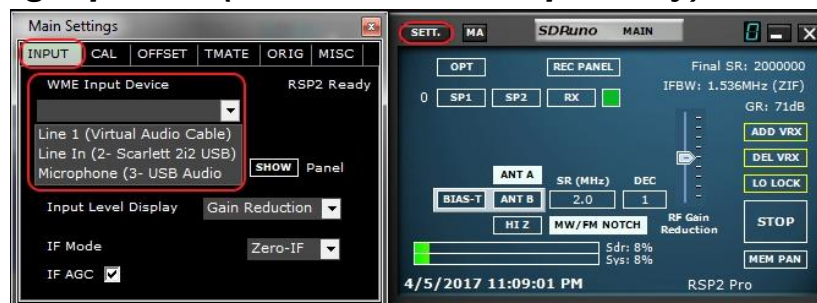 Main Settings
INPUT CAL OFFSET TMATE ORIG MISC
WME Input Device RSP2 Ready
Line 1 (Virtual Audio Cable)
Line In (2- Scarlett 2i2 USB)
Microphone (3- USB Audio
SHOW Panel
Input Level Display Gain Reduction
IF Mode Zero-IF
IF AGC
SETT. MA SDRuno MAIN
OPT REC PANEL Final SR: 2000000
IFBW: 1.536MHz (ZIF)
0 SP1 SP2 RX GR: 71dB
ADD VRX
DEL VRX
ANT A SR (MHz) DEC LO LOCK
BIAS-T ANT B 2.0 1
HI Z MW/FM NOTCH RF Gain
Reduction STOP
Sdr: 8%
Sys: 8% MEM PAN
4/5/2017 11:09:01 PM RSP2 Pro